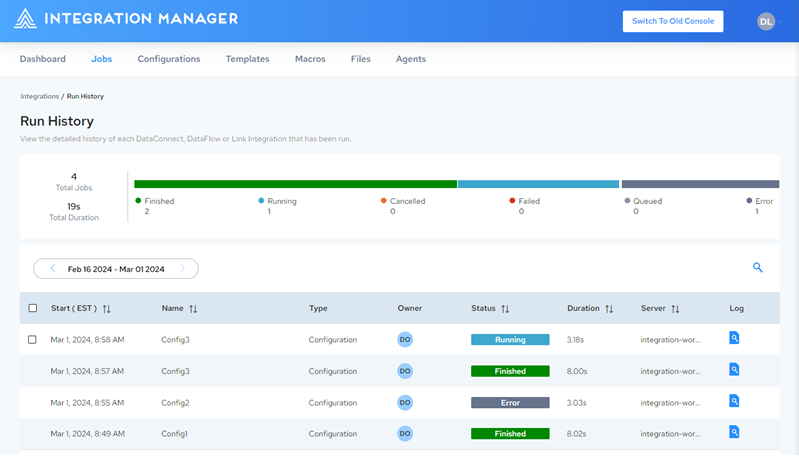 INTEGRATION MANAGER
Switch To Old Console
DL
Dashboard Jobs Configurations Templates Macros Files Agents
Integrations / Run History
Run History
View the detailed history of each DataConnect, DataFlow or Link Integration that has been run.
4
Total Jobs
19s
Total Duration
Finished Running Cancelled Failed Queued Error
2 1 0 0 0 1
Feb 16 2024 - Mar 01 2024
Start ( EST ) Name Type Owner Status Duration Server Log
Mar 1, 2024, 8:58 AM Config3 Configuration DO Running 3.18s integration-wor...
Mar 1, 2024, 8:57 AM Config3 Configuration DO Finished 8.00s integration-wor...
Mar 1, 2024, 8:55 AM Config2 Configuration DO Error 3.03s integration-wor...
Mar 1, 2024, 8:49 AM Config1 Configuration DO Finished 8.02s integration-wor...